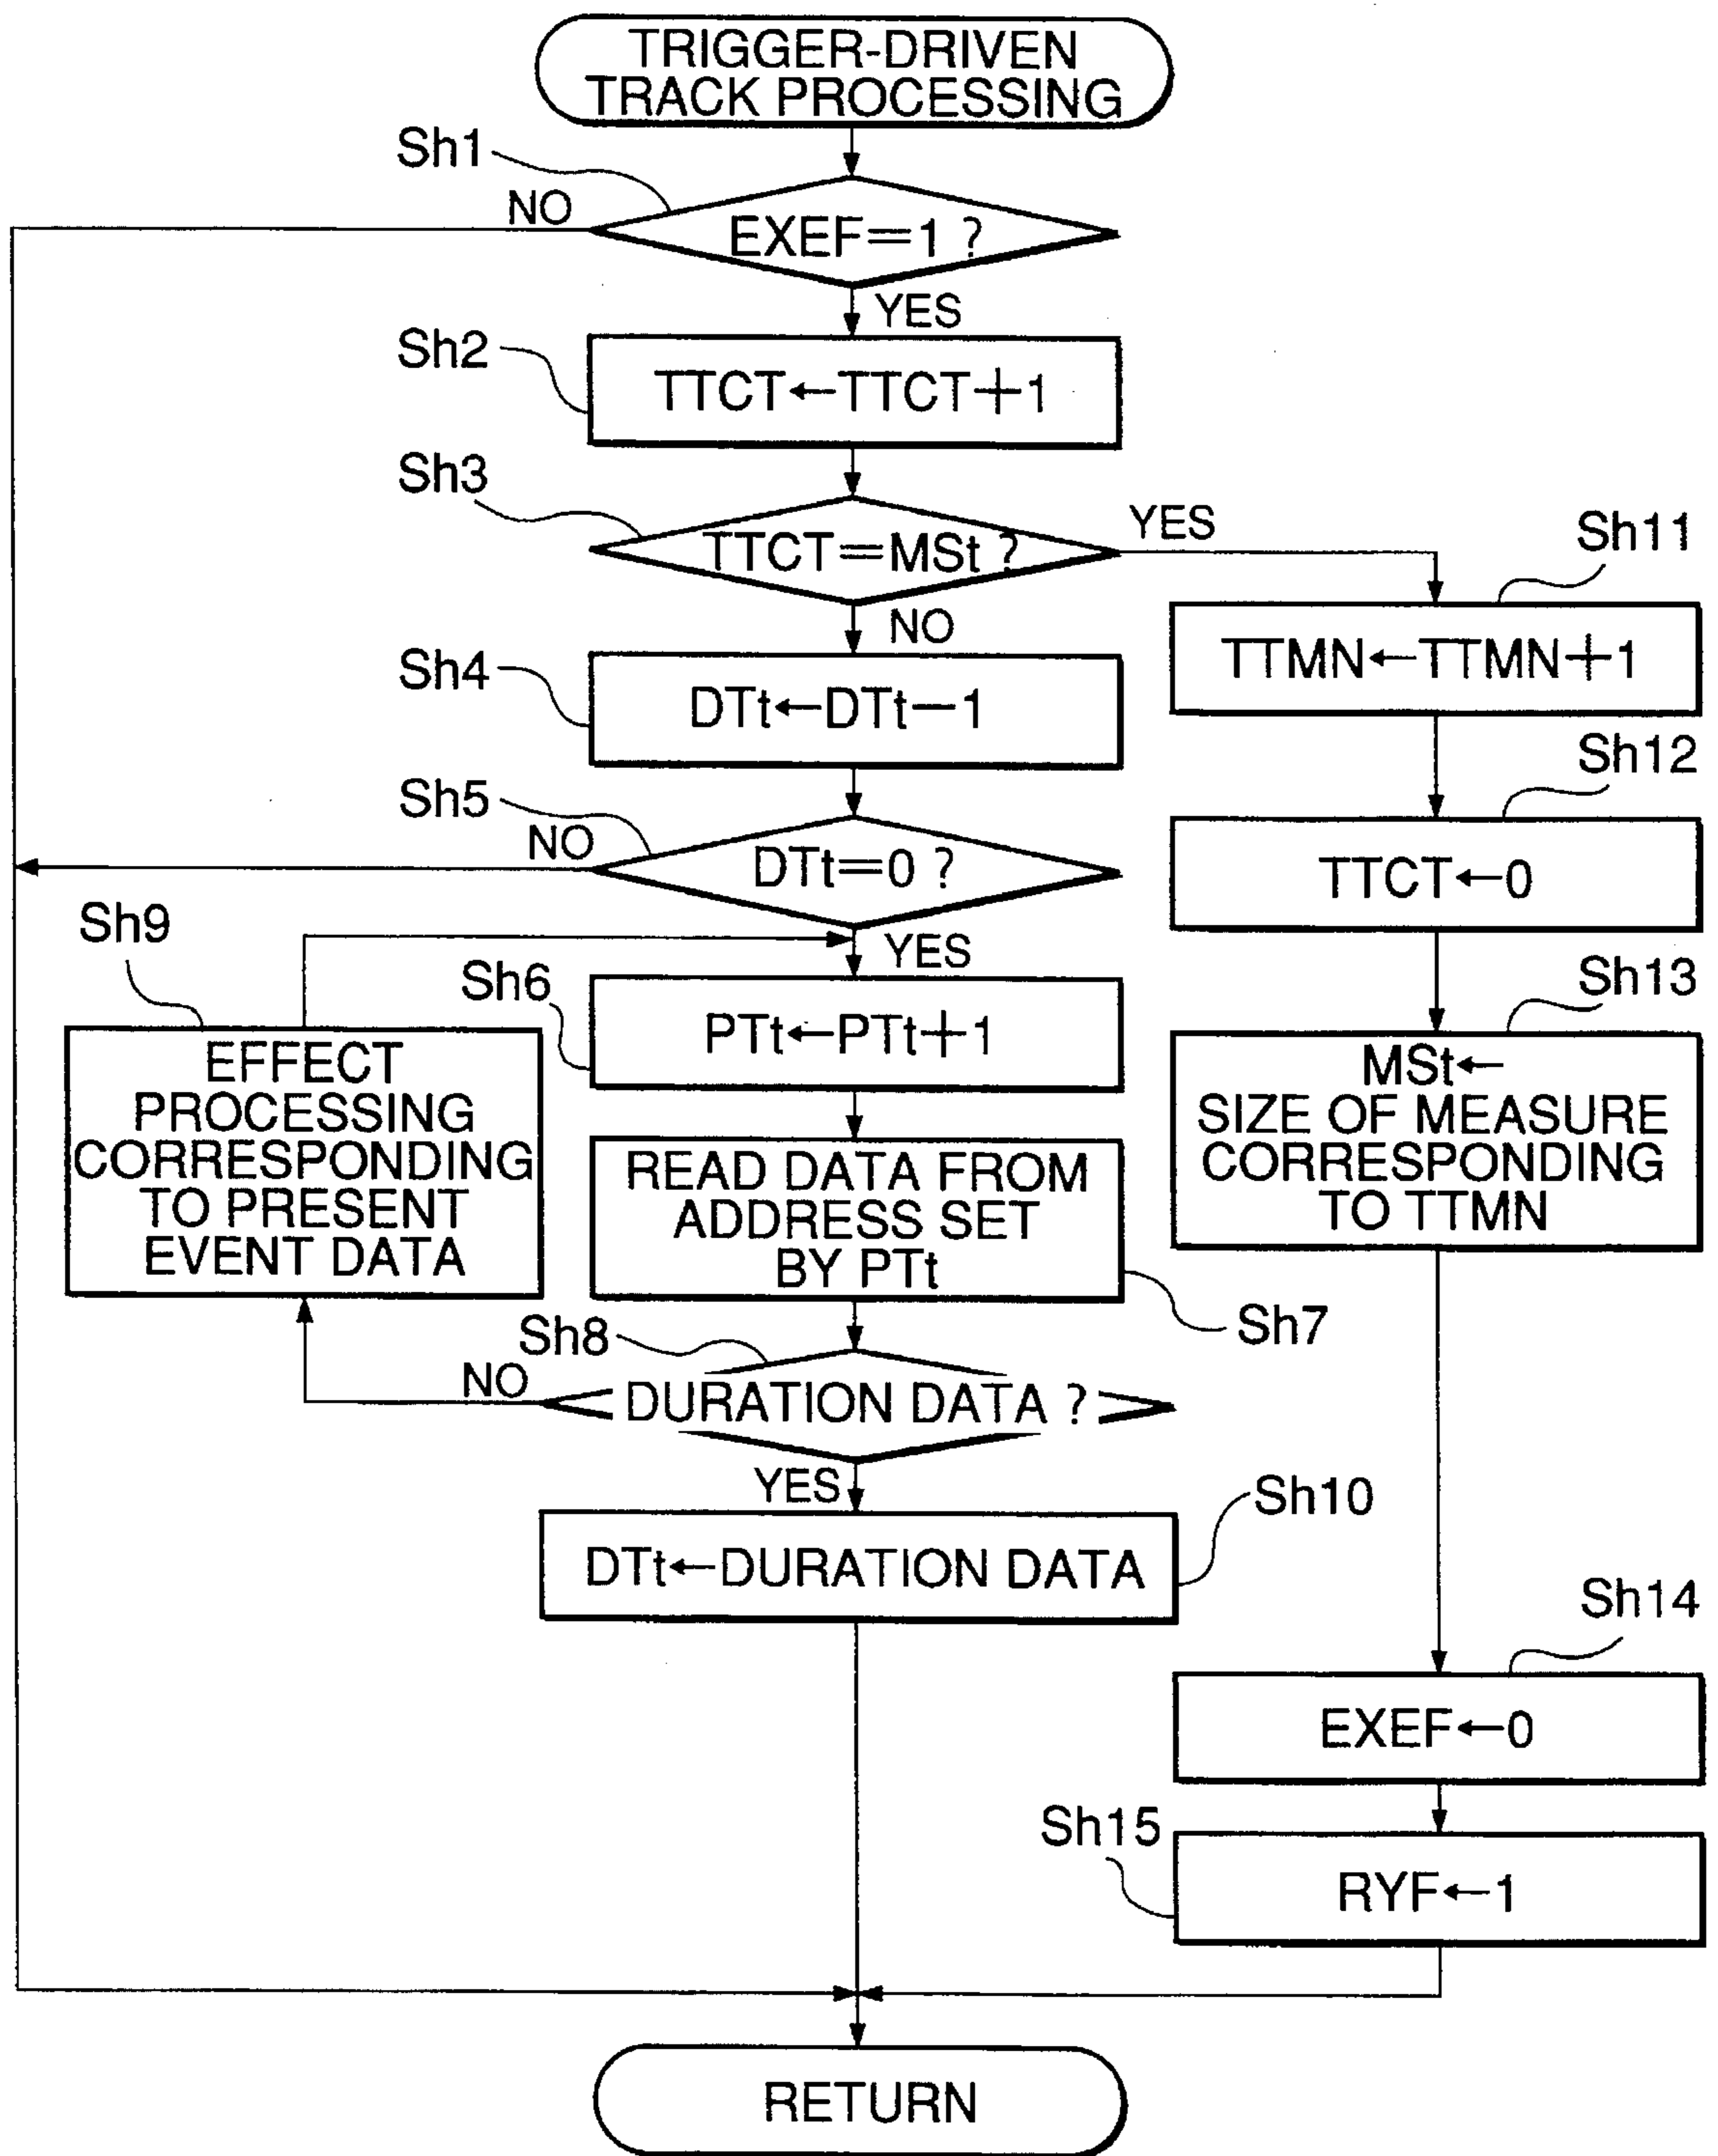 TRIGGER-DRIVEN
TRACK PROCESSING
Sh1
NO
EXEF=1 ?
YES
Sh2
TTCT←TTCT+1
Sh3
TTCT=MSt ?
YES
NO
Sh11
TTMN←TTMN+1
Sh4
DTt←DTt−1
Sh12
TTCT←0
Sh5
NO
DTt=0 ?
YES
Sh9
EFFECT
PROCESSING
CORRESPONDING
TO PRESENT
EVENT DATA
Sh6
PTt←PTt+1
Sh13
MSt←
SIZE OF MEASURE
CORRESPONDING
TO TTMN
READ DATA FROM
ADDRESS SET
BY PTt
Sh7
Sh8
NO
DURATION DATA ?
YES
Sh10
DTt←DURATION DATA
Sh14
EXEF←0
Sh15
RYF←1
RETURN